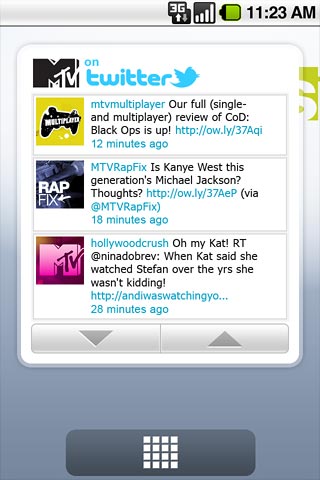 3G 11:23 AM
MTV on
twitter
MULTIPLAYER
mtvmultiplayer Our full (single-
and multiplayer) review of CoD:
Black Ops is up! http://ow.ly/37Aqi
12 minutes ago
RAP
FIX
MTVRapFix Is Kanye West this
generation's Michael Jackson?
Thoughts? http://ow.ly/37AeP (via
@MTVRapFix)
18 minutes ago
MTV
hollywoodcrush Oh my Kat! RT
@ninadobrev: When Kat said she
watched Stefan over the yrs she
wasn't kidding!
http://andiwaswatchingyo...
28 minutes ago